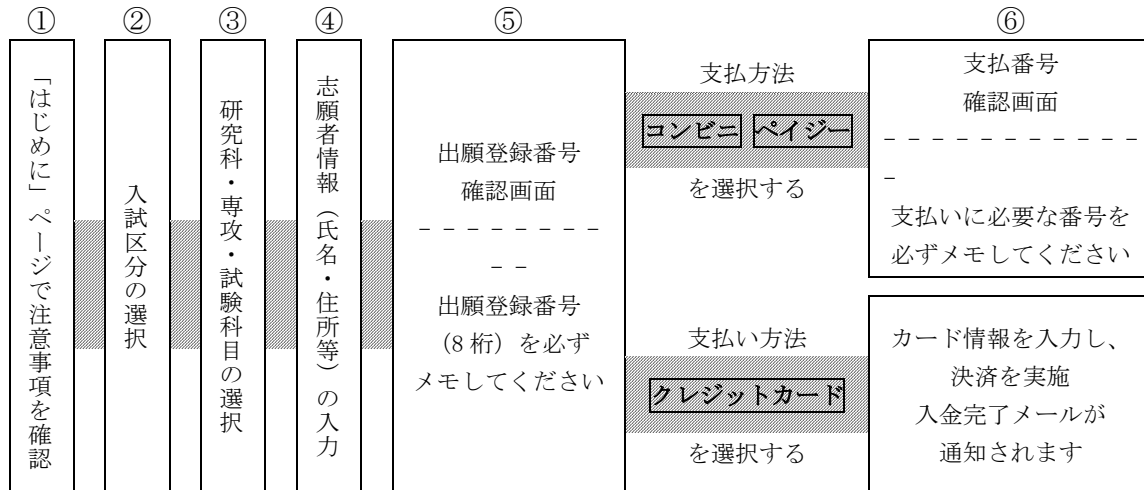 ①
「はじめに」ページで注意事項を確認
②
入試区分の選択
③
研究科・専攻・試験科目の選択
④
志願者情報（氏名・住所等）の入力
⑤
出願登録番号
確認画面
－－－－－－－－
－－
出願登録番号
（8 桁）を必ず
メモしてください
支払方法
コンビニ ペイジー
を選択する
支払い方法
クレジットカード
を選択する
⑥
支払番号
確認画面
－－－－－－－－－－－
－
支払いに必要な番号を
必ずメモしてください
カード情報を入力し、
決済を実施
入金完了メールが
通知されます